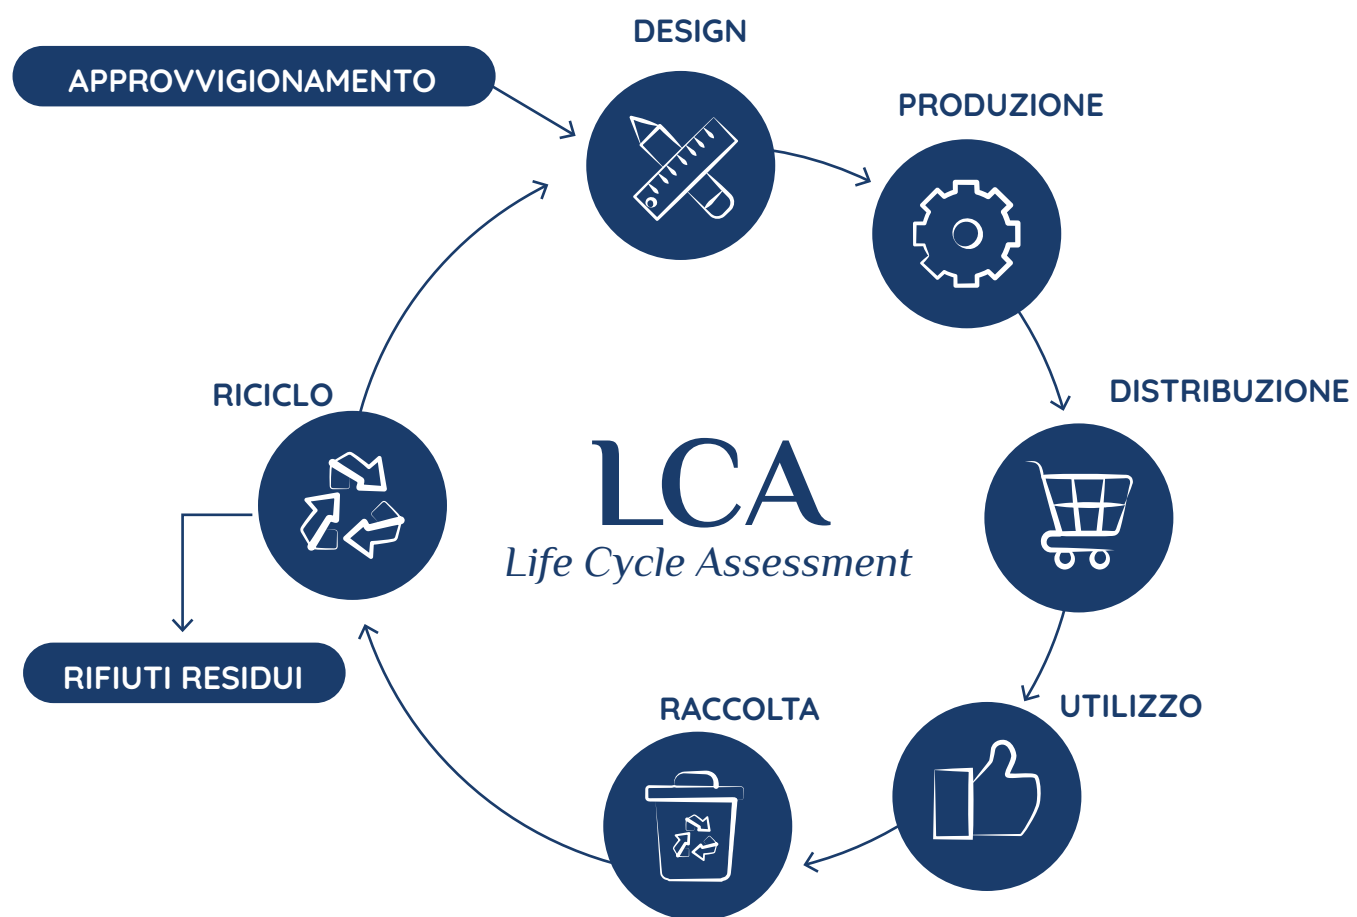 DESIGN
APPROVVIGIONAMENTO
PRODUZIONE
RICICLO
DISTRIBUZIONE
LCA
Life Cycle Assessment
RIFIUTI RESIDUI
RACCOLTA
UTILIZZO